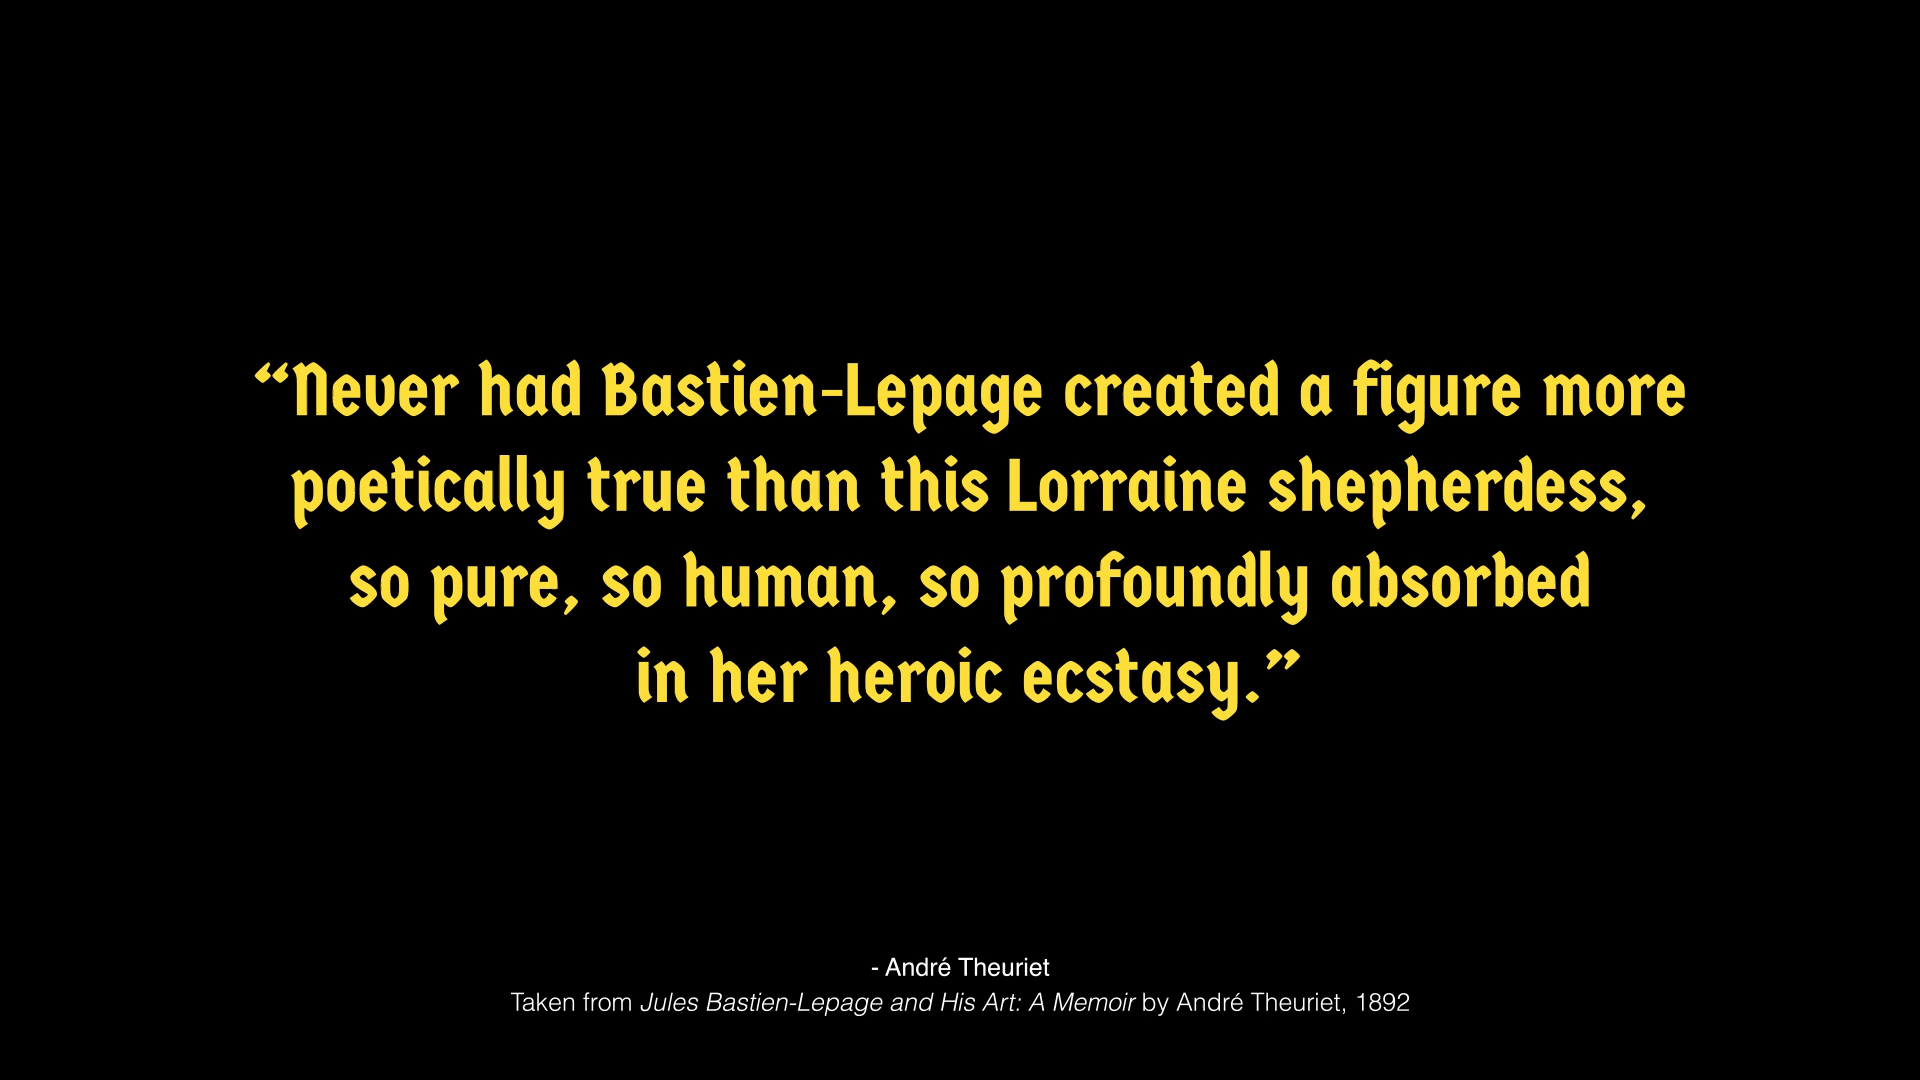 “Never had Bastien-Lepage created a figure more
poetically true than this Lorraine shepherdess,
so pure, so human, so profoundly absorbed
in her heroic ecstasy.”
- André Theuriet
Taken from Jules Bastien-Lepage and His Art: A Memoir by André Theuriet, 1892